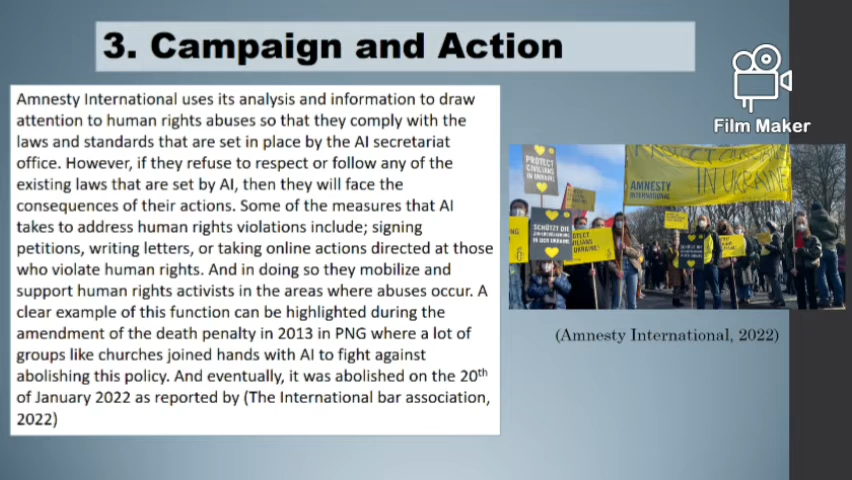 3. Campaign and Action
Amnesty International uses its analysis and information to draw
attention to human rights abuses so that they comply with the
laws and standards that are set in place by the AI secretariat
office. However, if they refuse to respect or follow any of the
existing laws that are set by AI, then they will face the
consequences of their actions. Some of the measures that AI
takes to address human rights violations include; signing
petitions, writing letters, or taking online actions directed at those
who violate human rights. And in doing so they mobilize and
support human rights activists in the areas where abuses occur. A
clear example of this function can be highlighted during the
amendment of the death penalty in 2013 in PNG where a lot of
groups like churches joined hands with AI to fight against
abolishing this policy. And eventually, it was abolished on the 20th
of January 2022 as reported by (The International bar association,
2022)
Film Maker
PROTECT
CIVILIANS
IN UKRAINE
AMNESTY
INTERNATIONAL
IN UKRAINE
SCHÜTZT DIE
IN DER UKRAINE
CIVILIANS
UKRAINE!
(Amnesty International, 2022)